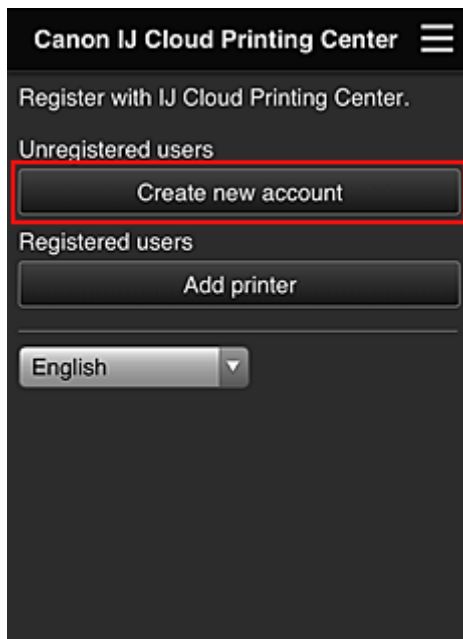 Canon IJ Cloud Printing Center
Register with IJ Cloud Printing Center.
Unregistered users
Create new account
Registered users
Add printer
English